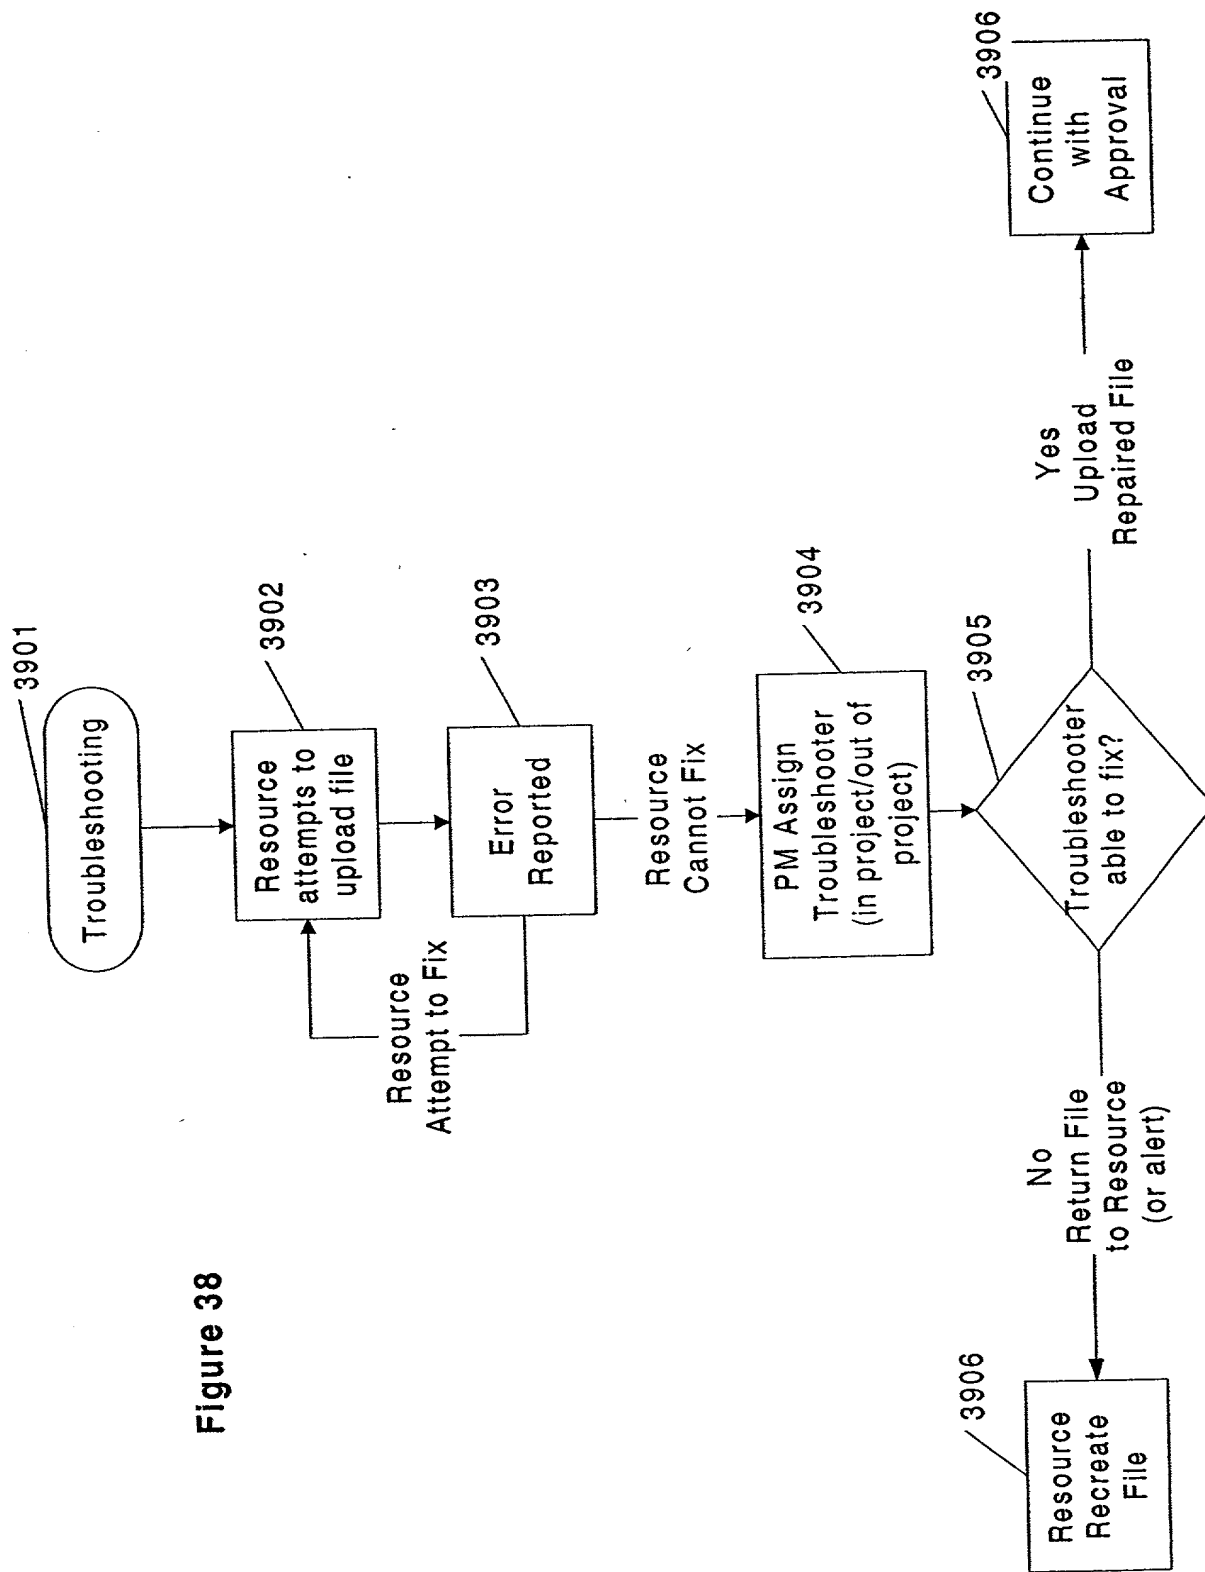 Figure 38
3901
Troubleshooting
3902
Resource
attempts to
upload file
3903
Error
Reported
Resource
Attempt to Fix
Resource
Cannot Fix
3904
PM Assign
Troubleshooter
(in project/out of
project)
3905
Troubleshooter
able to fix?
No
Return File
to Resource
(or alert)
Yes
Upload
Repaired File
3906
Resource
Recreate
File
3906
Continue
with
Approval